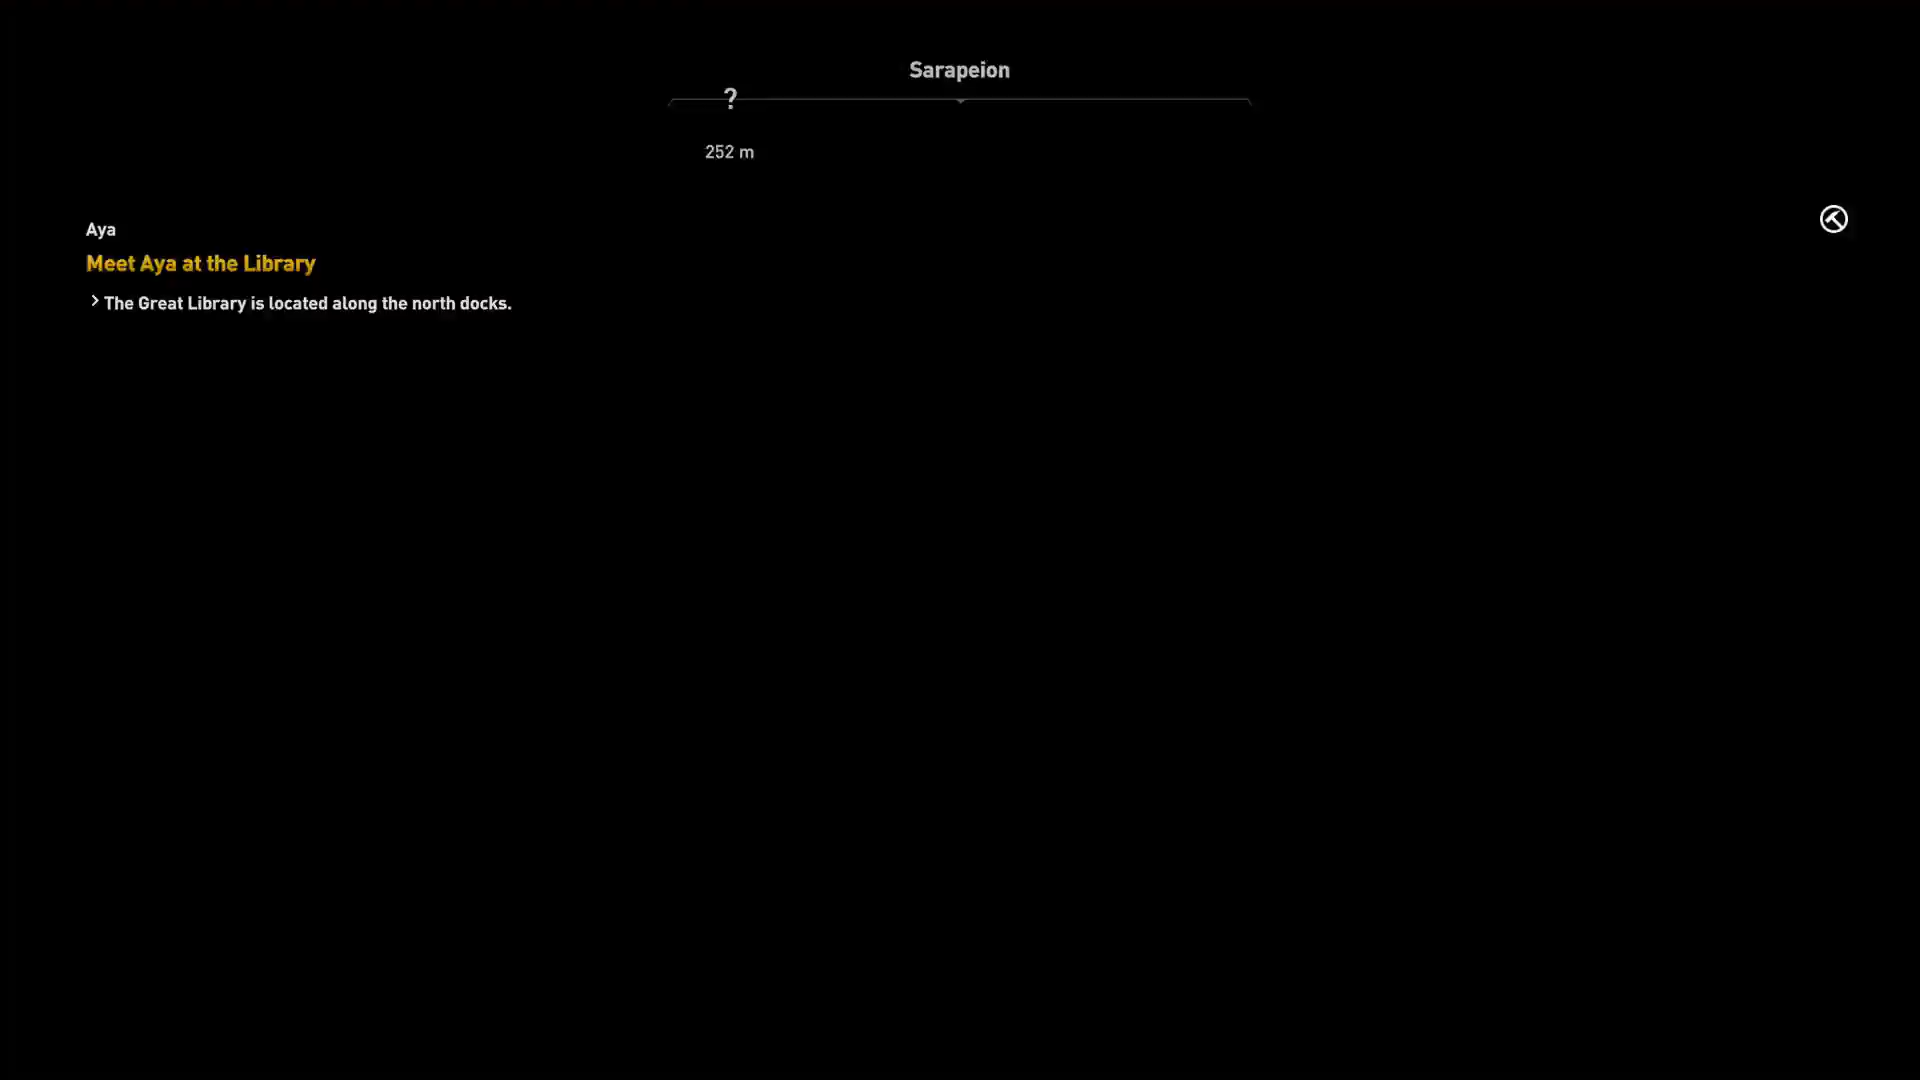 Sarapeion
?
252 m
Aya
Meet Aya at the Library
The Great Library is located along the north docks.